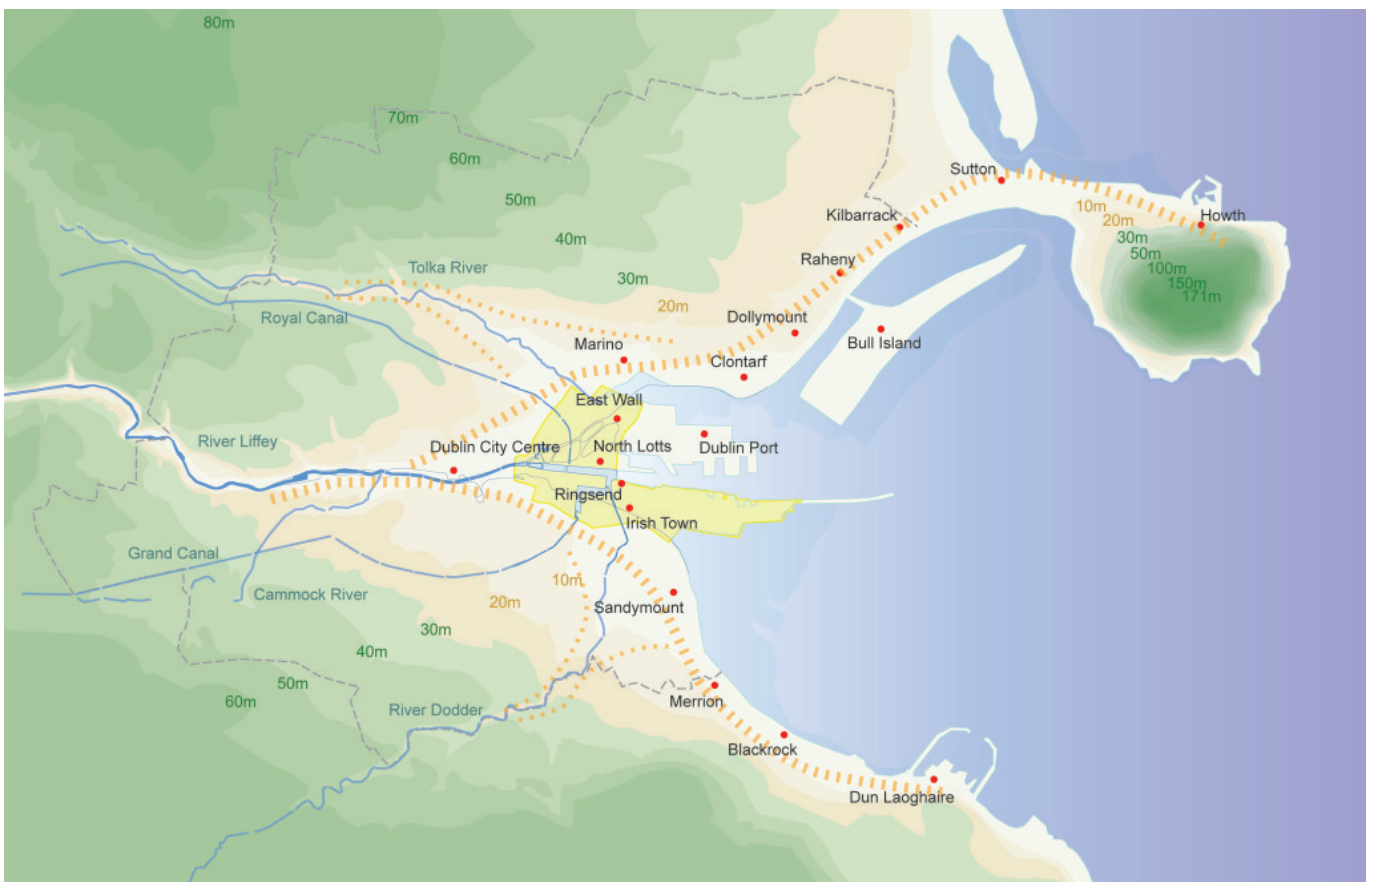 80m
70m
60m
Sutton
50m
10m
Kilbarrack
Howth
20m
40m
30m
50m
Raheny
Tolka River
100m
30m
150m
171m
20m
Royal Canal
Dollymount
Marino
Bull Island
Clontarf
East Wall
River Liffey
Dublin City Centre
North Lotts
Dublin Port
Ringsend
Irish Town
Grand Canal
10m
Cammock River
20m
Sandymount
30m
40m
50m
60m
Merrion
River Dodder
Blackrock
Dun Laoghaire